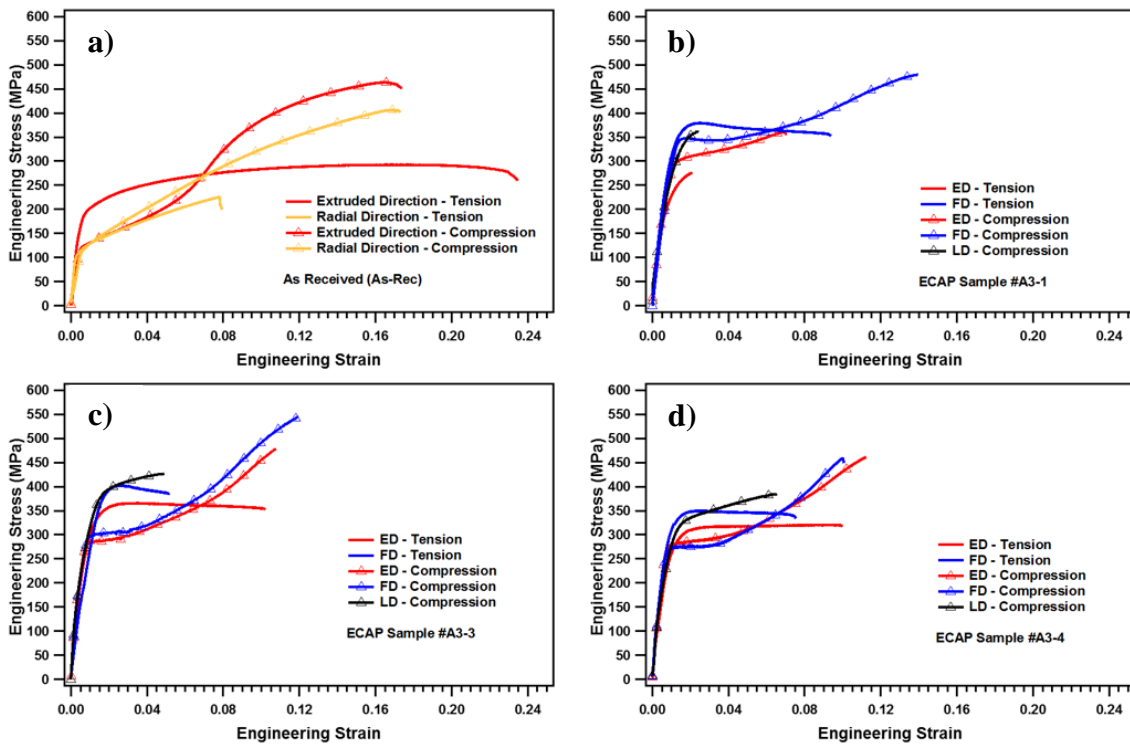 a)
600
550
500
450
400
350
300
250
200
150
100
50
0
Engineering Stress (MPa)
Extruded Direction - Tension
Radial Direction - Tension
Extruded Direction - Compression
Radial Direction - Compression
As Received (As-Rec)
0.00 0.04 0.08 0.12 0.16 0.20 0.24
Engineering Strain
b)
600
550
500
450
400
350
300
250
200
150
100
50
0
Engineering Stress (MPa)
ED - Tension
FD - Tension
ED - Compression
FD - Compression
LD - Compression
ECAP Sample #A3-1
0.00 0.04 0.08 0.12 0.16 0.20 0.24
Engineering Strain
c)
600
550
500
450
400
350
300
250
200
150
100
50
0
Engineering Stress (MPa)
ED - Tension
FD - Tension
ED - Compression
FD - Compression
LD - Compression
ECAP Sample #A3-3
0.00 0.04 0.08 0.12 0.16 0.20 0.24
Engineering Strain
d)
600
550
500
450
400
350
300
250
200
150
100
50
0
Engineering Stress (MPa)
ED - Tension
FD - Tension
ED - Compression
FD - Compression
LD - Compression
ECAP Sample #A3-4
0.00 0.04 0.08 0.12 0.16 0.20 0.24
Engineering Strain